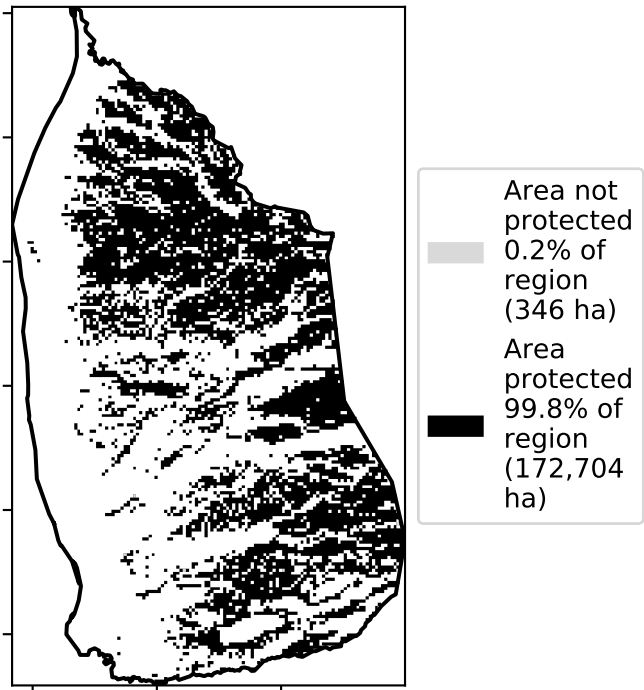 Area not
protected
0.2% of
region
(346 ha)
Area
protected
99.8% of
region
(172,704
ha)